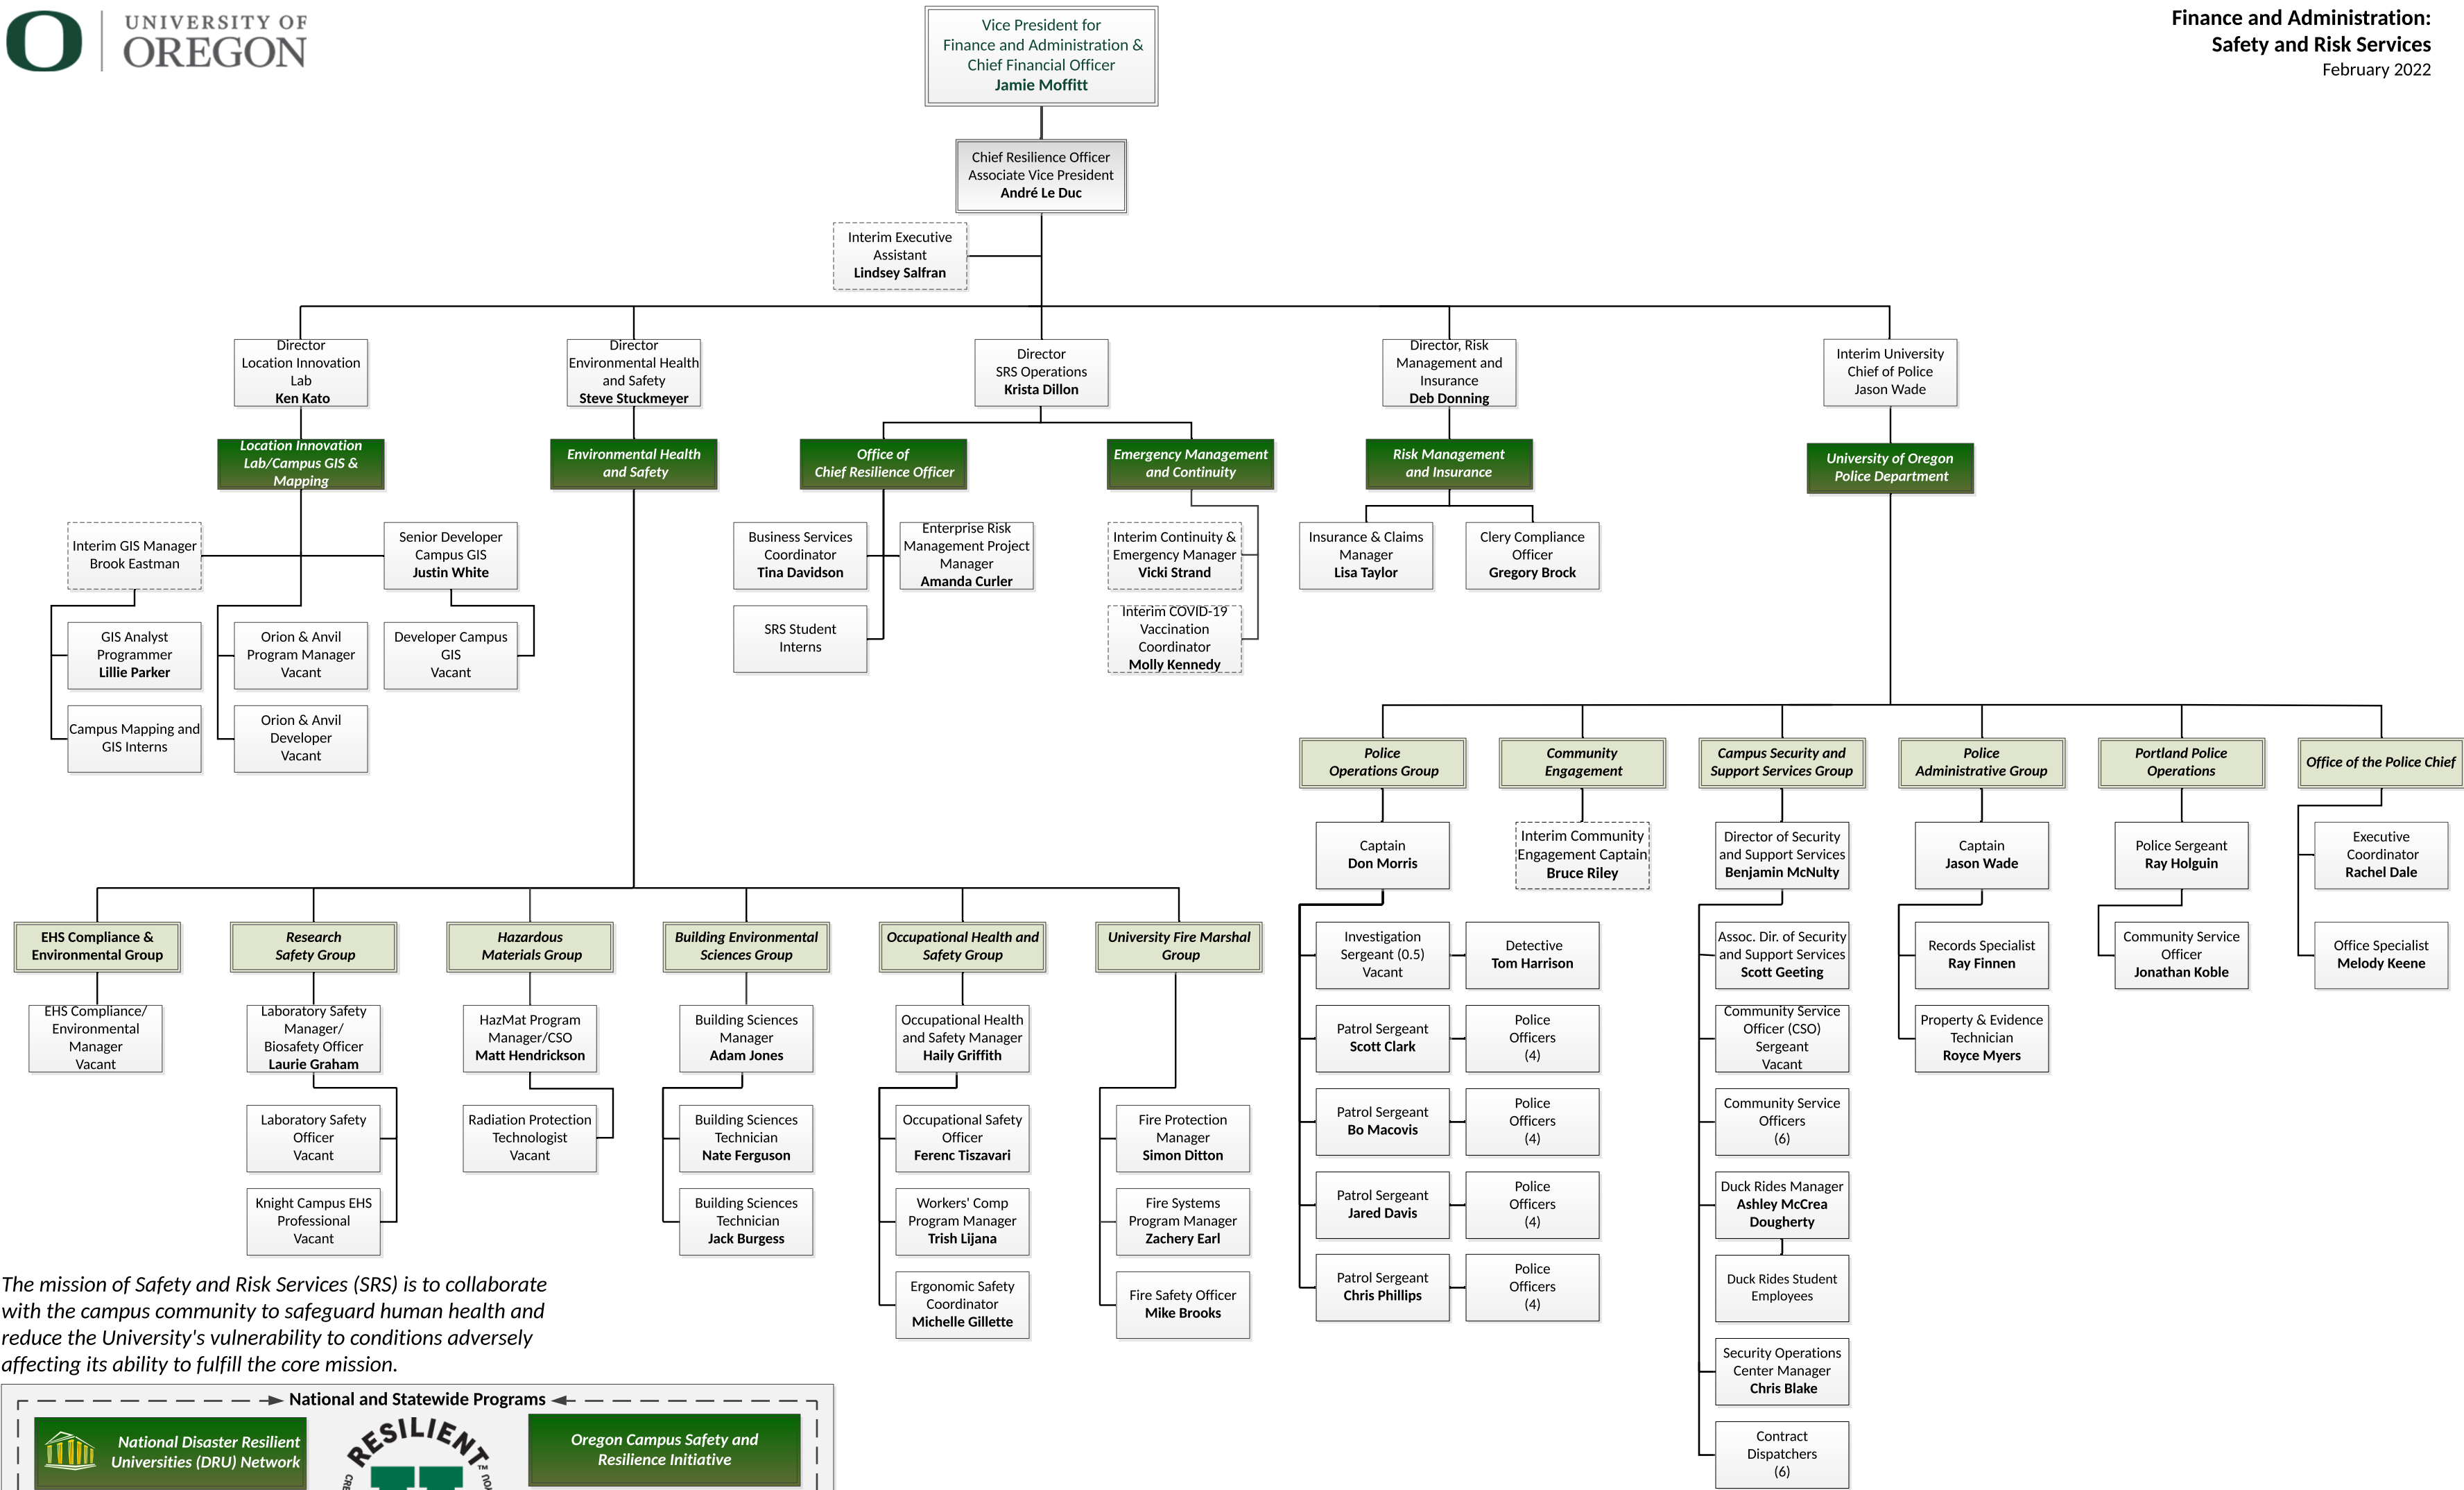 UNIVERSITY OF
OREGON
Finance and Administration:
Safety and Risk Services
February 2022
Vice President for
Finance and Administration &
Chief Financial Officer
Jamie Moffitt
Chief Resilience Officer
Associate Vice President
André Le Duc
Interim Executive
Assistant
Lindsey Salfran
Director
Location Innovation
Lab
Ken Kato
Director
Environmental Health
and Safety
Steve Stuckmeyer
Director
SRS Operations
Krista Dillon
Director, Risk
Management and
Insurance
Deb Donning
Interim University
Chief of Police
Jason Wade
Location Innovation
Lab/Campus GIS &
Mapping
Environmental Health
and Safety
Office of
Chief Resilience Officer
Emergency Management
and Continuity
Risk Management
and Insurance
University of Oregon
Police Department
Interim GIS Manager
Brook Eastman
Senior Developer
Campus GIS
Justin White
Business Services
Coordinator
Tina Davidson
Enterprise Risk
Management Project
Manager
Amanda Curler
Interim Continuity &
Emergency Manager
Vicki Strand
Insurance & Claims
Manager
Lisa Taylor
Clery Compliance
Officer
Gregory Brock
GIS Analyst
Programmer
Lillie Parker
Orion & Anvil
Program Manager
Vacant
Developer Campus
GIS
Vacant
SRS Student
Interns
Interim COVID-19
Vaccination
Coordinator
Molly Kennedy
Campus Mapping and
GIS Interns
Orion & Anvil
Developer
Vacant
Police
Operations Group
Community
Engagement
Campus Security and
Support Services Group
Police
Administrative Group
Portland Police
Operations
Office of the Police Chief
Captain
Don Morris
Interim Community
Engagement Captain
Bruce Riley
Director of Security
and Support Services
Benjamin McNulty
Captain
Jason Wade
Police Sergeant
Ray Holguin
Executive
Coordinator
Rachel Dale
EHS Compliance &
Environmental Group
Research
Safety Group
Hazardous
Materials Group
Building Environmental
Sciences Group
Occupational Health and
Safety Group
University Fire Marshal
Group
Investigation
Sergeant (0.5)
Vacant
Detective
Tom Harrison
Assoc. Dir. of Security
and Support Services
Scott Geeting
Records Specialist
Ray Finnen
Community Service
Officer
Jonathan Koble
Office Specialist
Melody Keene
EHS Compliance/
Environmental
Manager
Vacant
Laboratory Safety
Manager/
Biosafety Officer
Laurie Graham
HazMat Program
Manager/CSO
Matt Hendrickson
Building Sciences
Manager
Adam Jones
Occupational Health
and Safety Manager
Haily Griffith
Patrol Sergeant
Scott Clark
Police
Officers
(4)
Community Service
Officer (CSO)
Sergeant
Vacant
Property & Evidence
Technician
Royce Myers
Laboratory Safety
Officer
Vacant
Radiation Protection
Technologist
Vacant
Building Sciences
Technician
Nate Ferguson
Occupational Safety
Officer
Ferenc Tiszavari
Fire Protection
Manager
Simon Ditton
Patrol Sergeant
Bo Macovis
Police
Officers
(4)
Community Service
Officers
(6)
Knight Campus EHS
Professional
Vacant
Building Sciences
Technician
Jack Burgess
Workers' Comp
Program Manager
Trish Lijana
Fire Systems
Program Manager
Zachery Earl
Patrol Sergeant
Jared Davis
Police
Officers
(4)
Duck Rides Manager
Ashley McCrea
Dougherty
Ergonomic Safety
Coordinator
Michelle Gillette
Fire Safety Officer
Mike Brooks
Patrol Sergeant
Chris Phillips
Police
Officers
(4)
Duck Rides Student
Employees
Security Operations
Center Manager
Chris Blake
Contract
Dispatchers
(6)
The mission of Safety and Risk Services (SRS) is to collaborate
with the campus community to safeguard human health and
reduce the University's vulnerability to conditions adversely
affecting its ability to fulfill the core mission.
National and Statewide Programs
National Disaster Resilient
Universities (DRU) Network
RESILIENT™
Oregon Campus Safety and
Resilience Initiative